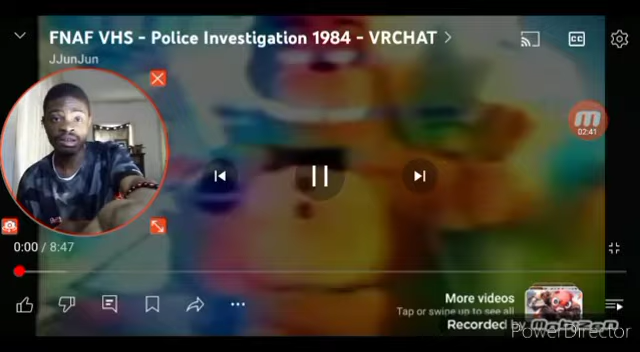 FNAF VHS - Police Investigation 1984 - VRCHAT
JJunJun
CC
02:41
0:00 / 8:47
More videos
Tap or swipe up to see all
Recorded by
PowerDirector